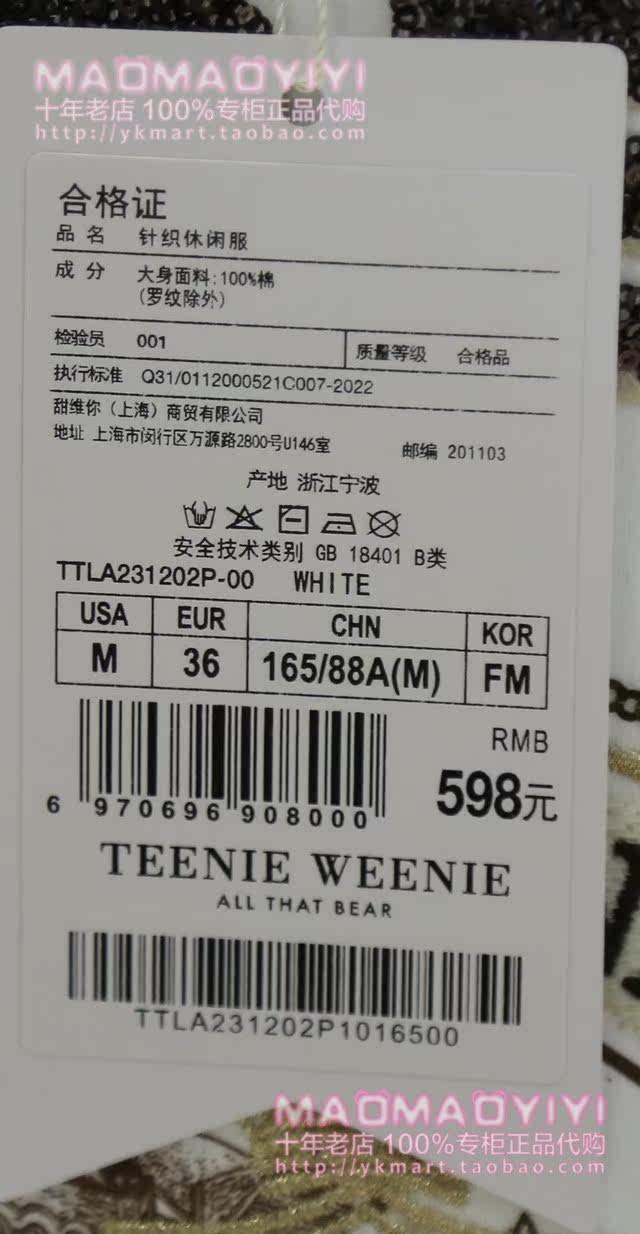 MAOMAOYIYI
十年老店 100%专柜正品代购
http://ykmart.taobao.com
合格证
品 名 针织休闲服
成 分 大身面料:100%棉
(罗纹除外)
检验员 001 质量等级 合格品
执行标准 Q31/0112000521C007-2022
甜维你（上海）商贸有限公司
地址 上海市闵行区万源路2800号U146室 邮编 201103
产地 浙江宁波
安全技术类别 GB 18401 B类
TTLA231202P-00 WHITE
USA EUR CHN KOR
M 36 165/88A(M) FM
RMB
598元
6 970696 908000
TEENIE WEENIE
ALL THAT BEAR
TTLA231202P1016500
MAOMAOYIYI
十年老店 100%专柜正品代购
http://ykmart.taobao.com